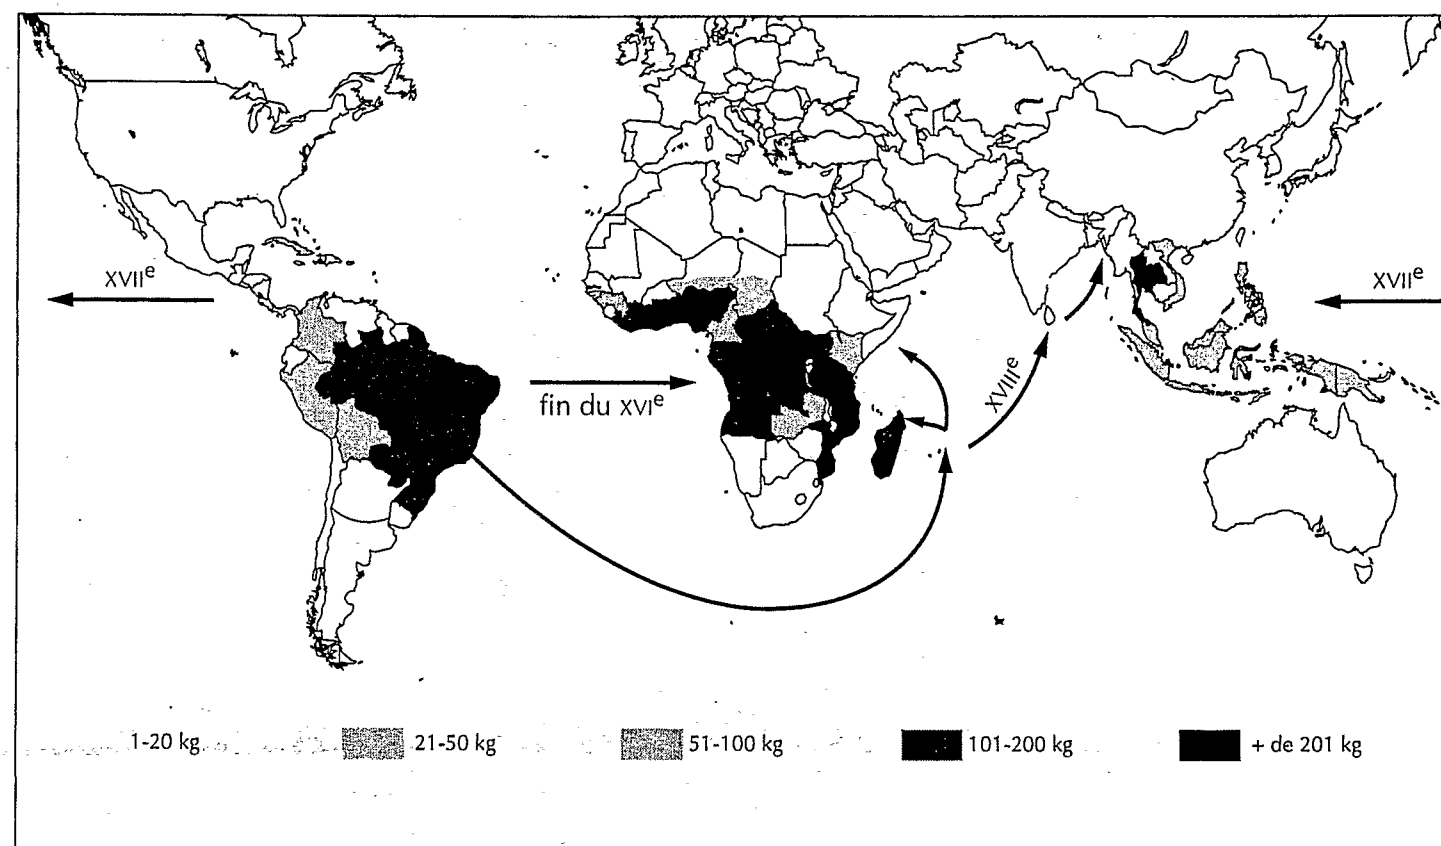 XVIIe
XVIIe
fin du XVIe
XVIIIe
1-20 kg
21-50 kg
51-100 kg
101-200 kg
+ de 201 kg